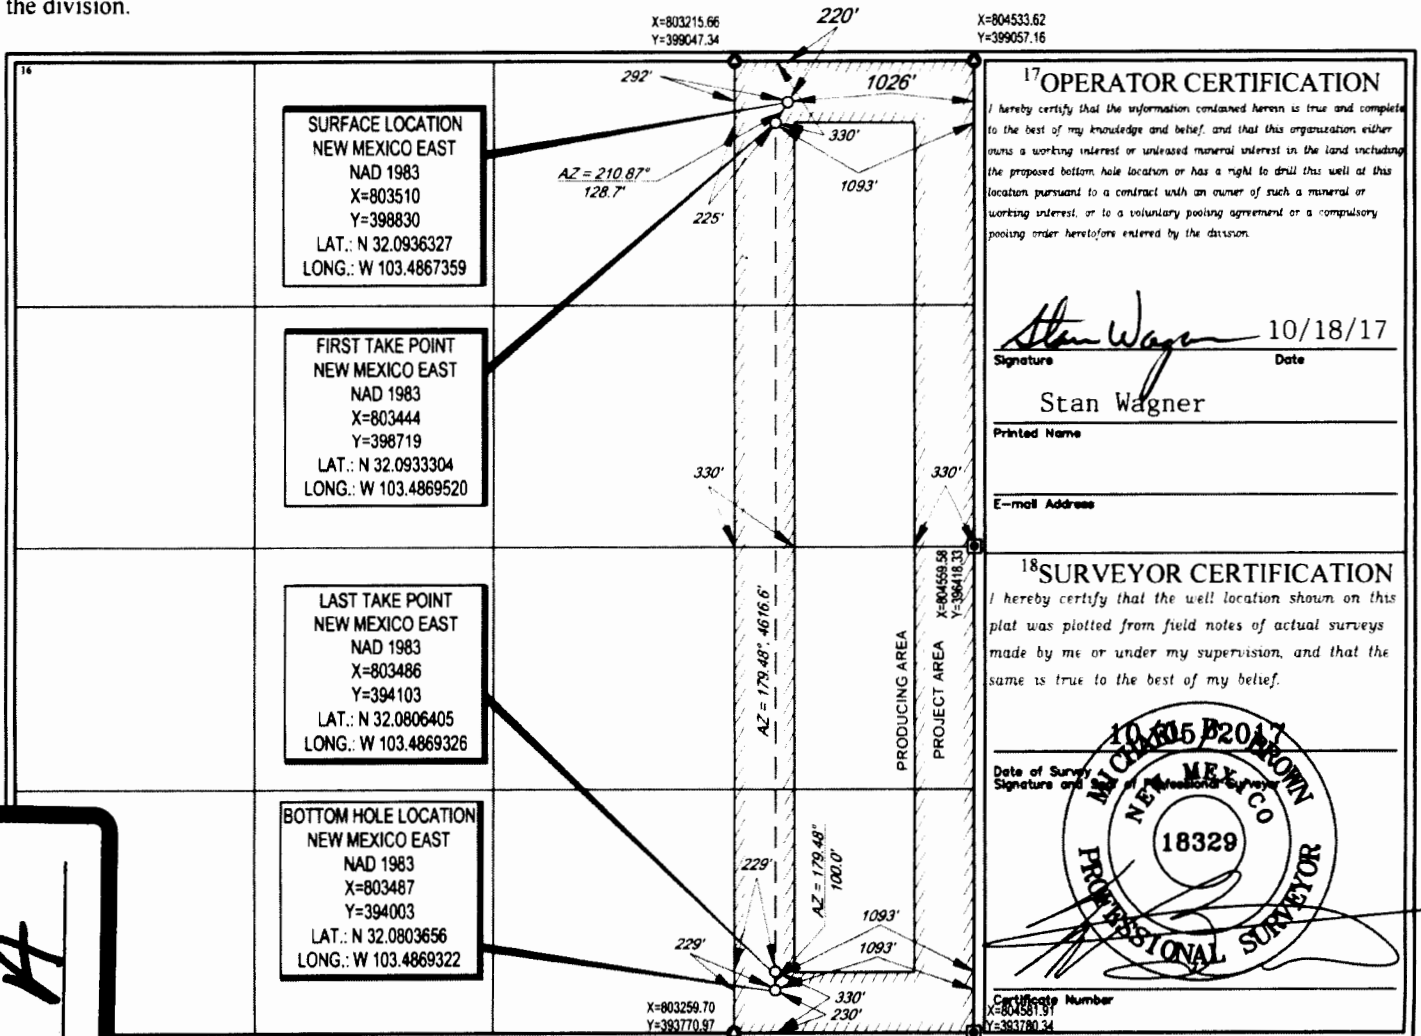 the division.
X=803215.66
Y=399047.34
220'
X=804533.62
Y=399057.16
16
292'
1026'
330'
AZ = 210.87°
128.7'
1093'
225'
SURFACE LOCATION
NEW MEXICO EAST
NAD 1983
X=803510
Y=398830
LAT.: N 32.0936327
LONG.: W 103.4867359
FIRST TAKE POINT
NEW MEXICO EAST
NAD 1983
X=803444
Y=398719
LAT.: N 32.0933304
LONG.: W 103.4869520
330'
330'
X=804559.58
Y=396418.33
LAST TAKE POINT
NEW MEXICO EAST
NAD 1983
X=803486
Y=394103
LAT.: N 32.0806405
LONG.: W 103.4869326
AZ = 179.48°, 4616.6'
PRODUCING AREA
PROJECT AREA
BOTTOM HOLE LOCATION
NEW MEXICO EAST
NAD 1983
X=803487
Y=394003
LAT.: N 32.0803656
LONG.: W 103.4869322
229'
AZ = 179.48°
100.0'
1093'
1093'
229'
330'
230'
X=803259.70
Y=393770.97
17 OPERATOR CERTIFICATION
I hereby certify that the information contained herein is true and complete
to the best of my knowledge and belief, and that this organization either
owns a working interest or unleased mineral interest in the land including
the proposed bottom hole location or has a right to drill this well at this
location pursuant to a contract with an owner of such a mineral or
working interest, or to a voluntary pooling agreement or a compulsory
pooling order heretofore entered by the division.
Stan Wagner 10/18/17
Signature Date
Stan Wagner
Printed Name
E-mail Address
18 SURVEYOR CERTIFICATION
I hereby certify that the well location shown on this
plat was plotted from field notes of actual surveys
made by me or under my supervision, and that the
same is true to the best of my belief.
Date of Survey
Signature and Seal of Professional Surveyor
MICHAEL B. BROWN
NEW MEXICO
18329
PROFESSIONAL SURVEYOR
Certificate Number
X=804581.91
Y=393780.34